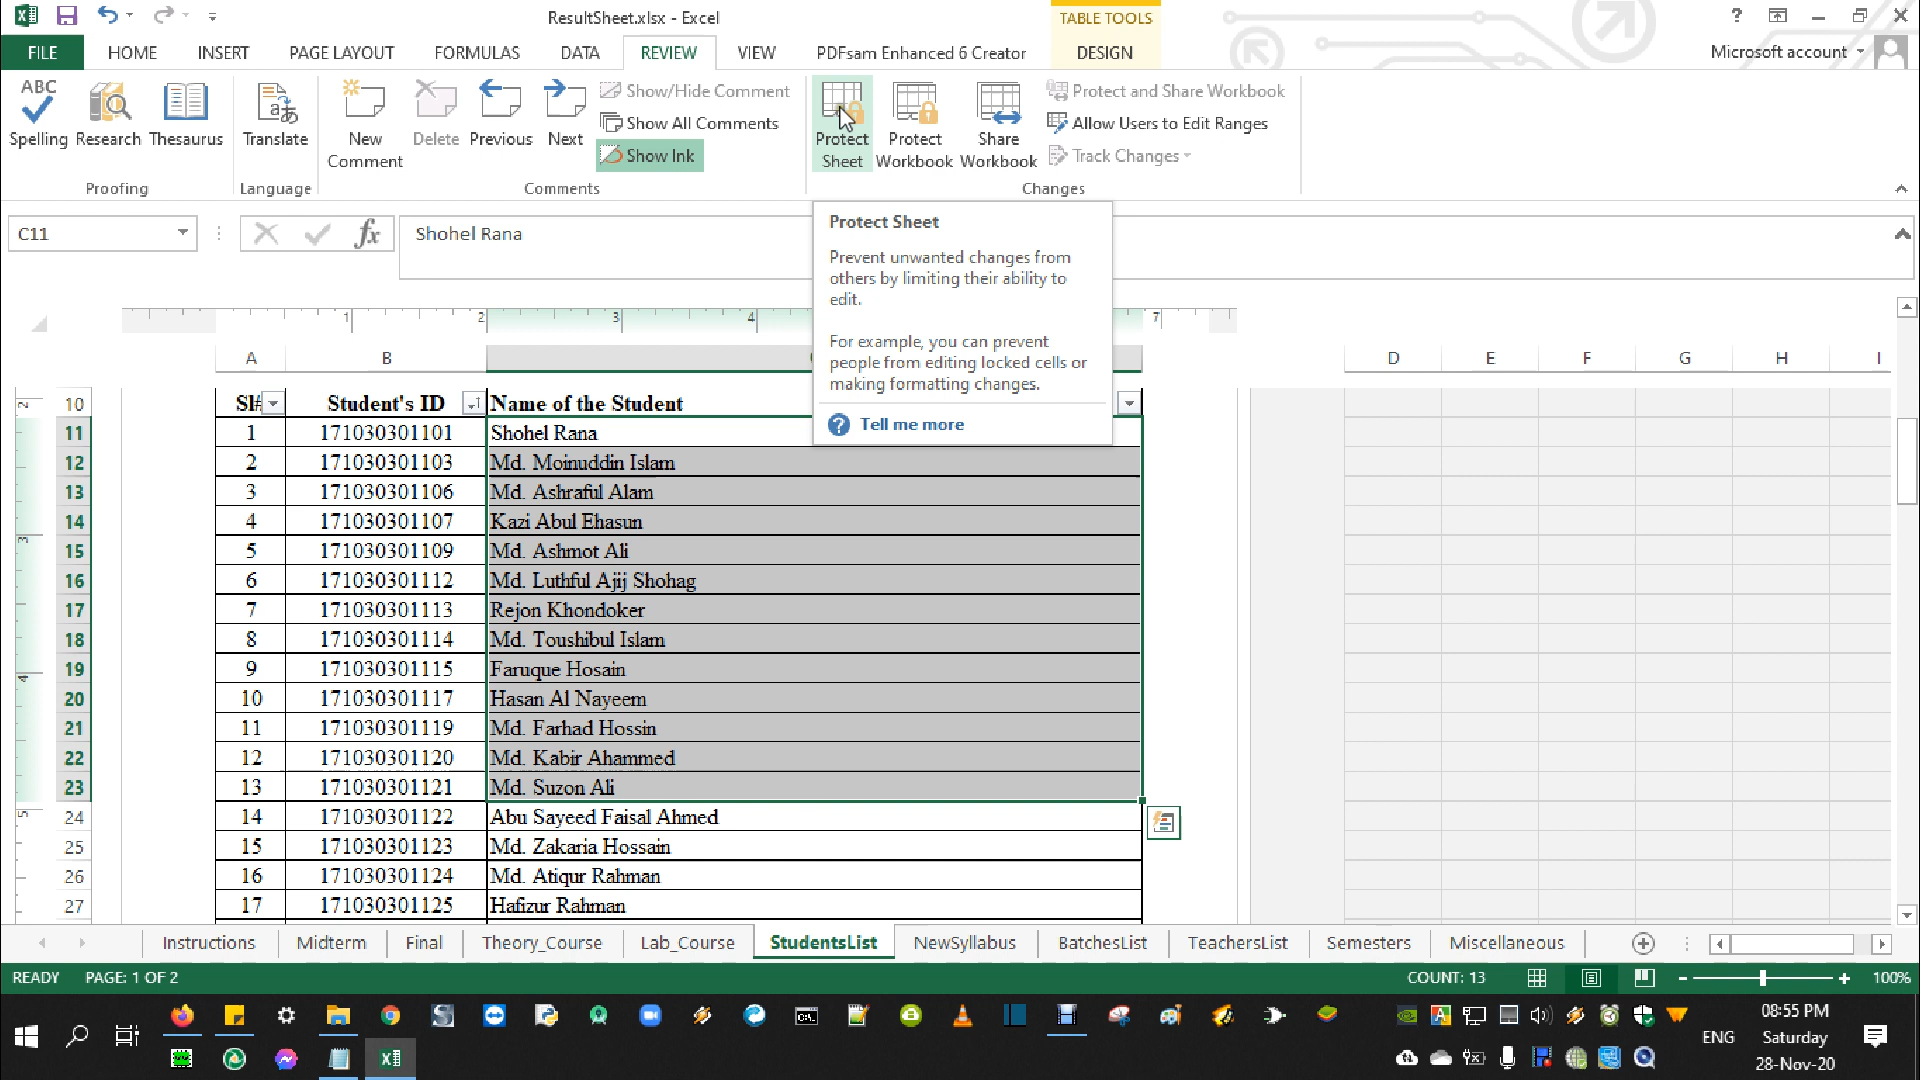 ResultSheet.xlsx - Excel
TABLE TOOLS
?
FILE
HOME
INSERT
PAGE LAYOUT
FORMULAS
DATA
REVIEW
VIEW
PDFsam Enhanced 6 Creator
DESIGN
Microsoft account
ABC
Spelling
Research
Thesaurus
Proofing
Translate
Language
New
Comment
Delete
Previous
Next
Show/Hide Comment
Show All Comments
Show Ink
Comments
Protect
Sheet
Protect
Workbook
Share
Workbook
Protect and Share Workbook
Allow Users to Edit Ranges
Track Changes
Changes
C11
fx
Shohel Rana
Protect Sheet
Prevent unwanted changes from
others by limiting their ability to
edit.
For example, you can prevent
people from editing locked cells or
making formatting changes.
? Tell me more
1 2 3 4 7
A B D E F G H I
2 3 4 5
10 Sl# Student's ID Name of the Student
11 1 171030301101 Shohel Rana
12 2 171030301103 Md. Moinuddin Islam
13 3 171030301106 Md. Ashraful Alam
14 4 171030301107 Kazi Abul Ehasun
15 5 171030301109 Md. Ashmot Ali
16 6 171030301112 Md. Luthful Ajij Shohag
17 7 171030301113 Rejon Khondoker
18 8 171030301114 Md. Toushibul Islam
19 9 171030301115 Faruque Hosain
20 10 171030301117 Hasan Al Nayeem
21 11 171030301119 Md. Farhad Hossin
22 12 171030301120 Md. Kabir Ahammed
23 13 171030301121 Md. Suzon Ali
24 14 171030301122 Abu Sayeed Faisal Ahmed
25 15 171030301123 Md. Zakaria Hossain
26 16 171030301124 Md. Atiqur Rahman
27 17 171030301125 Hafizur Rahman
Instructions Midterm Final Theory_Course Lab_Course StudentsList NewSyllabus BatchesList TeachersList Semesters Miscellaneous
READY PAGE: 1 OF 2 COUNT: 13 100%
ENG
08:55 PM
Saturday
28-Nov-20